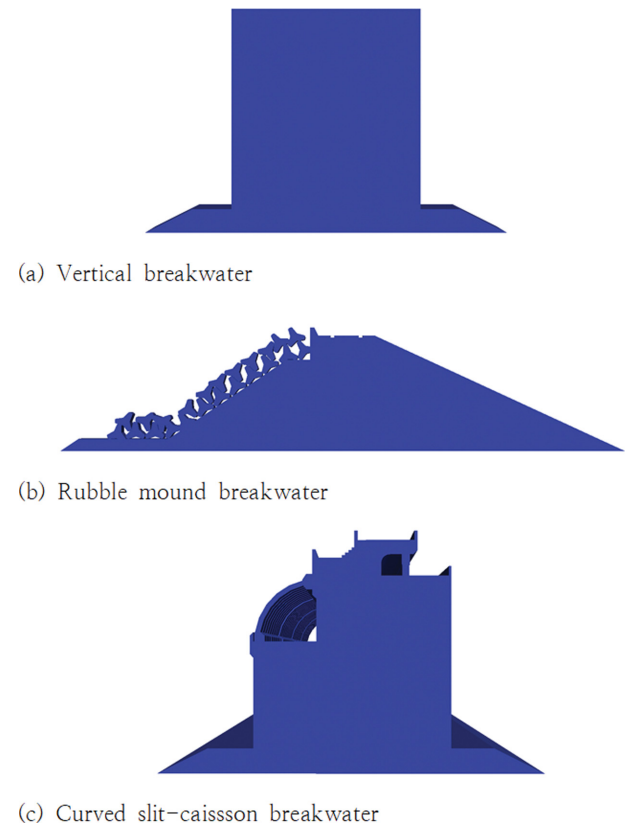 (a) Vertical breakwater
(b) Rubble mound breakwater
(c) Curved slit-caissson breakwater